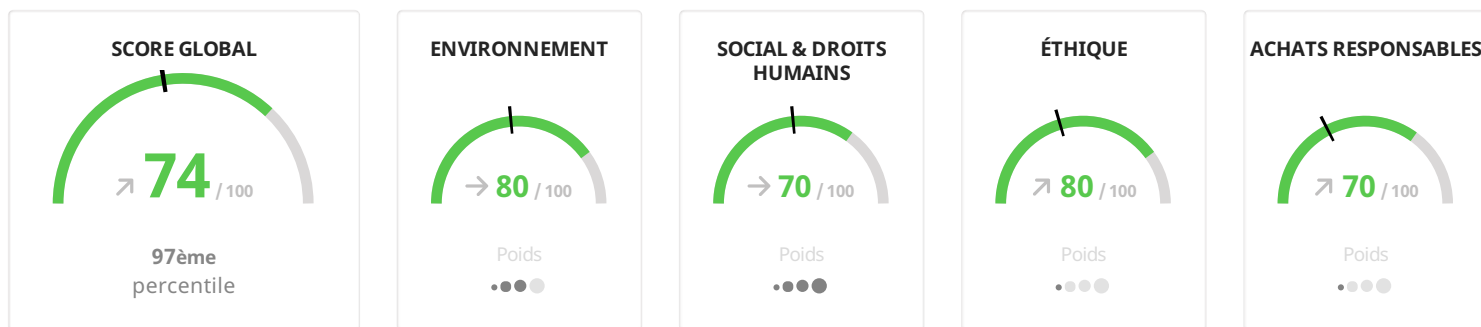 SCORE GLOBAL
74 / 100
97ème
percentile
ENVIRONNEMENT
80 / 100
Poids
SOCIAL & DROITS
HUMAINS
70 / 100
Poids
ÉTHIQUE
80 / 100
Poids
ACHATS RESPONSABLES
70 / 100
Poids